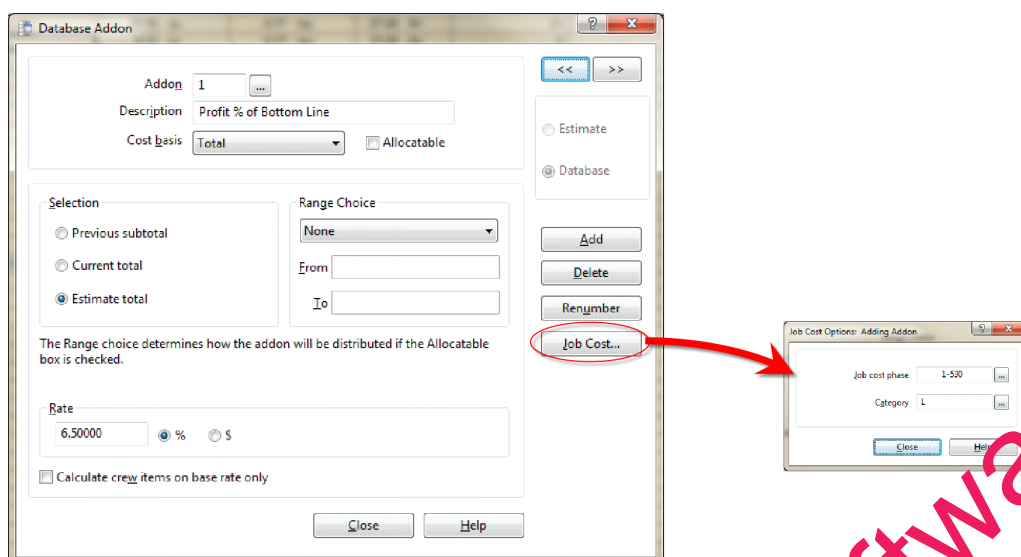 Database Addon
?
X
Addon 1 ...
<< >>
Description Profit % of Bottom Line
Cost basis Total
Allocatable
Estimate
Database
Selection
Previous subtotal
Current total
Estimate total
Range Choice
None
From
To
Add
Delete
Renumber
Job Cost...
The Range choice determines how the addon will be distributed if the Allocatable
box is checked.
Rate
6.50000 % $
Calculate crew items on base rate only
Close Help
Job Cost Options: Adding Addon
?
X
Job cost phase 1-530 ...
Category L ...
Close Help